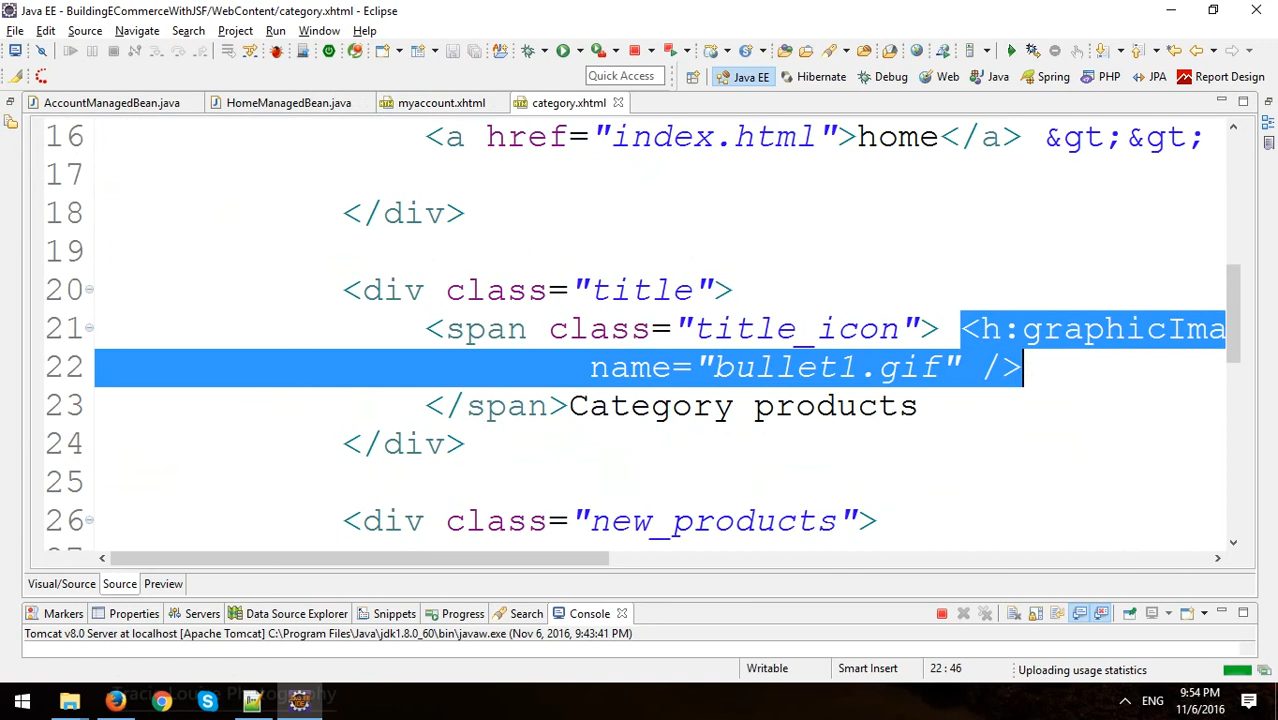 Java EE - BuildingECommerceWithJSF/WebContent/category.xhtml - Eclipse
File Edit Source Navigate Search Project Run Window Help
Quick Access Java EE Hibernate Debug Web Java Spring PHP JPA Report Design
AccountManagedBean.java HomeManagedBean.java myaccount.xhtml category.xhtml
16 <a href="index.html">home</a> &gt;&gt;
17
18 </div>
19
20 <div class="title">
21 <span class="title_icon"> <h:graphicIma
22 name="bullet1.gif" />
23 </span>Category products
24 </div>
25
26 <div class="new_products">
Visual/Source Source Preview
Markers Properties Servers Data Source Explorer Snippets Progress Search Console
Tomcat v8.0 Server at localhost [Apache Tomcat] C:\Program Files\Java\jdk1.8.0_60\bin\javaw.exe (Nov 6, 2016, 9:43:41 PM)
Writable Smart Insert 22 : 46 Uploading usage statistics
ENG 9:54 PM
11/6/2016